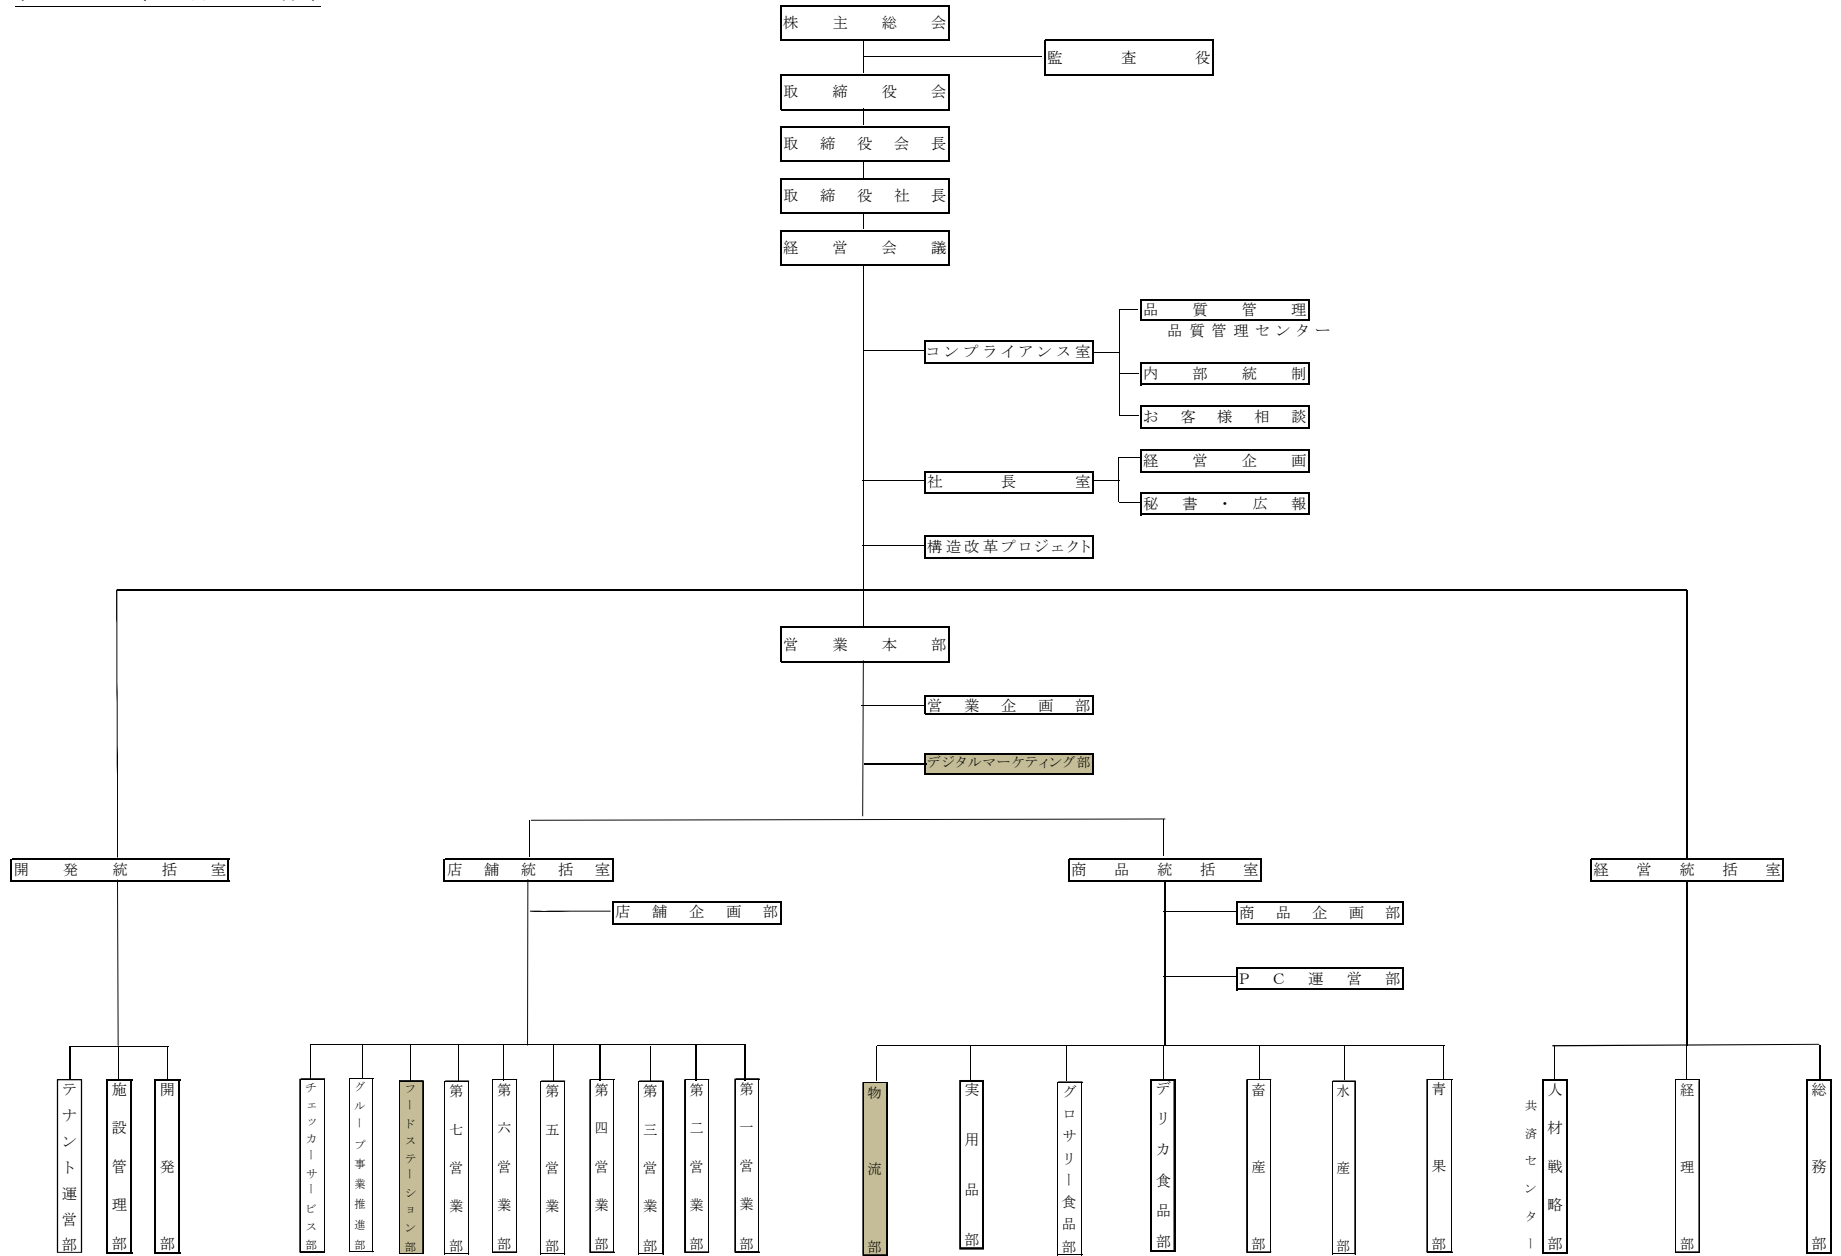 株主総会
監査役
取締役会
取締役会長
取締役社長
経営会議
品質管理
品質管理センター
コンプライアンス室
内部統制
お客様相談
経営企画
社長室
秘書・広報
構造改革プロジェクト
営業本部
営業企画部
デジタルマーケティング部
開発統括室
店舗統括室
商品統括室
経営統括室
店舗企画部
商品企画部
PC運営部
テナント運営部
施設管理部
開発部
チェッカーサービス部
グループ事業推進部
フードステーション部
第七営業部
第六営業部
第五営業部
第四営業部
第三営業部
第二営業部
第一営業部
物流部
実用品部
グロサリー食品部
デリカ食品部
畜産部
水産部
青果部
共済センター
人材戦略部
経理部
総務部